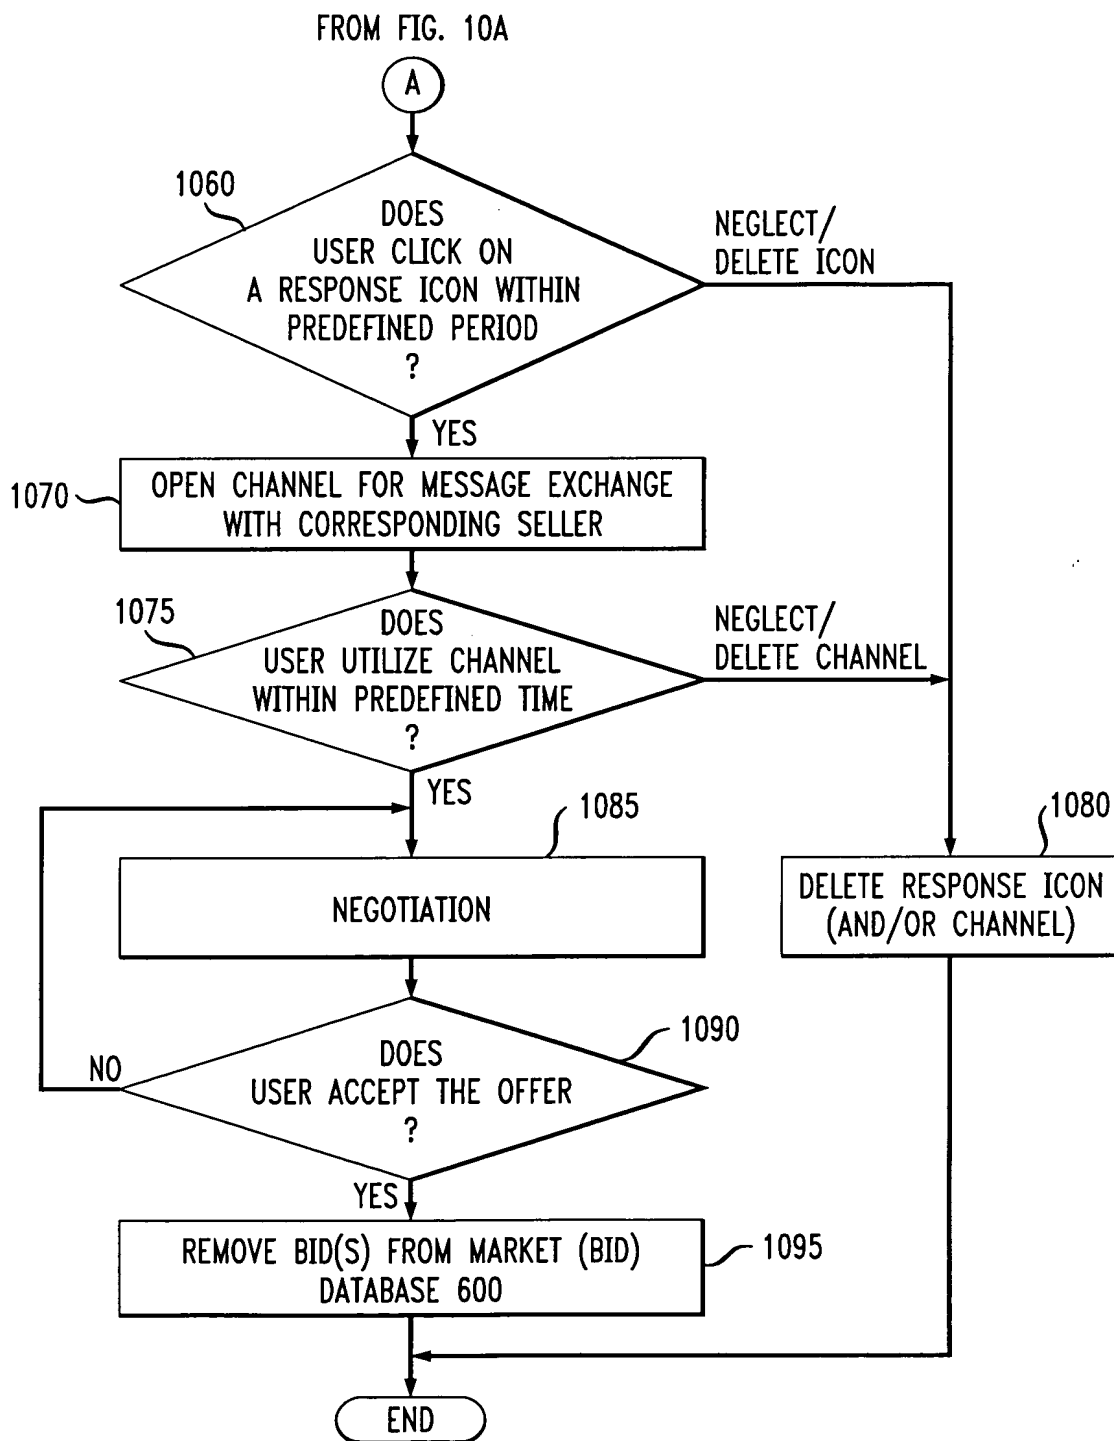 FROM FIG. 10A
A
1060
DOES
USER CLICK ON
A RESPONSE ICON WITHIN
PREDEFINED PERIOD
?
NEGLECT/
DELETE ICON
YES
1070
OPEN CHANNEL FOR MESSAGE EXCHANGE
WITH CORRESPONDING SELLER
1075
DOES
USER UTILIZE CHANNEL
WITHIN PREDEFINED TIME
?
NEGLECT/
DELETE CHANNEL
YES
1085
NEGOTIATION
1080
DELETE RESPONSE ICON
(AND/OR CHANNEL)
1090
DOES
USER ACCEPT THE OFFER
?
NO
YES
REMOVE BID(S) FROM MARKET (BID)
DATABASE 600
1095
END